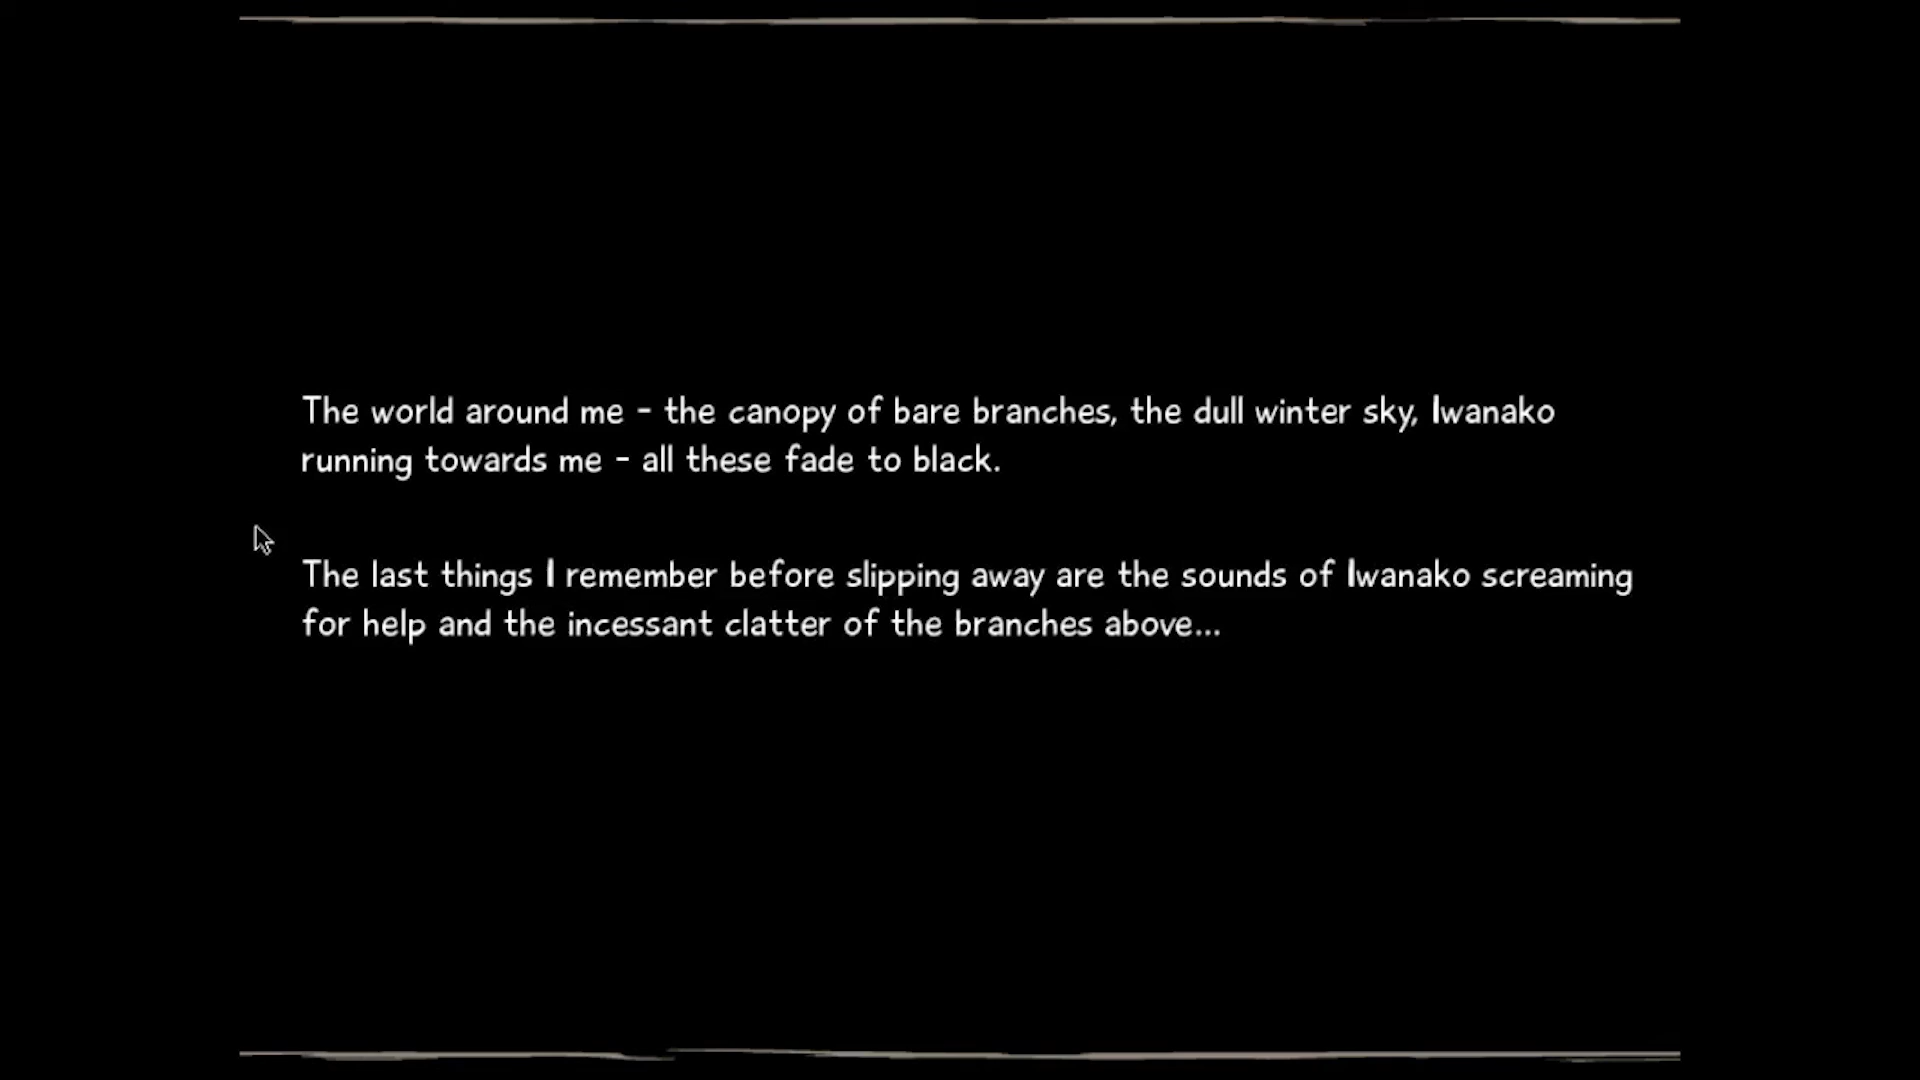 The world around me - the canopy of bare branches, the dull winter sky, Iwanako
running towards me - all these fade to black.
The last things I remember before slipping away are the sounds of Iwanako screaming
for help and the incessant clatter of the branches above...